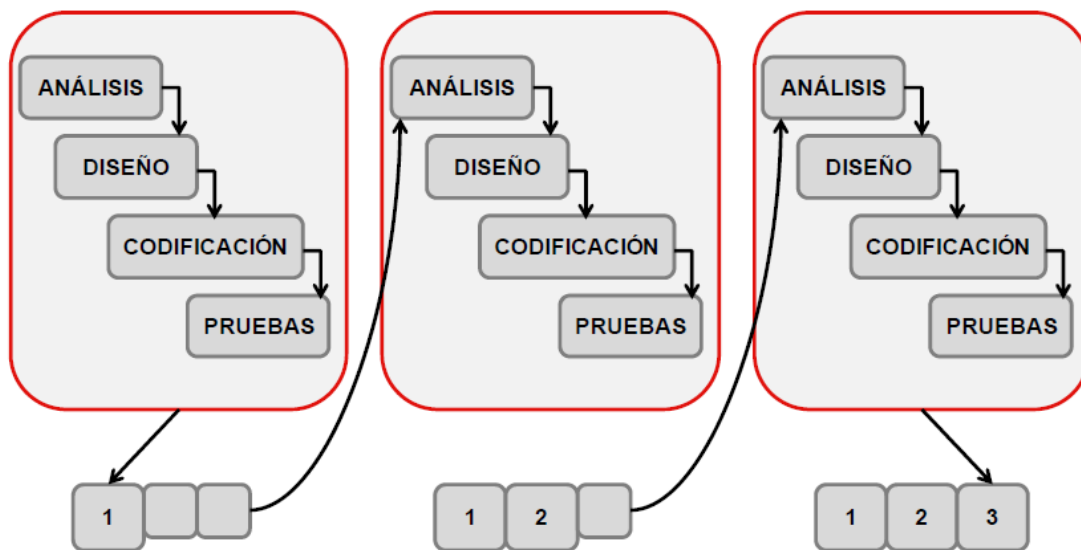 ANÁLISIS
DISEÑO
CODIFICACIÓN
PRUEBAS
ANÁLISIS
DISEÑO
CODIFICACIÓN
PRUEBAS
ANÁLISIS
DISEÑO
CODIFICACIÓN
PRUEBAS
1
1 2
1 2 3